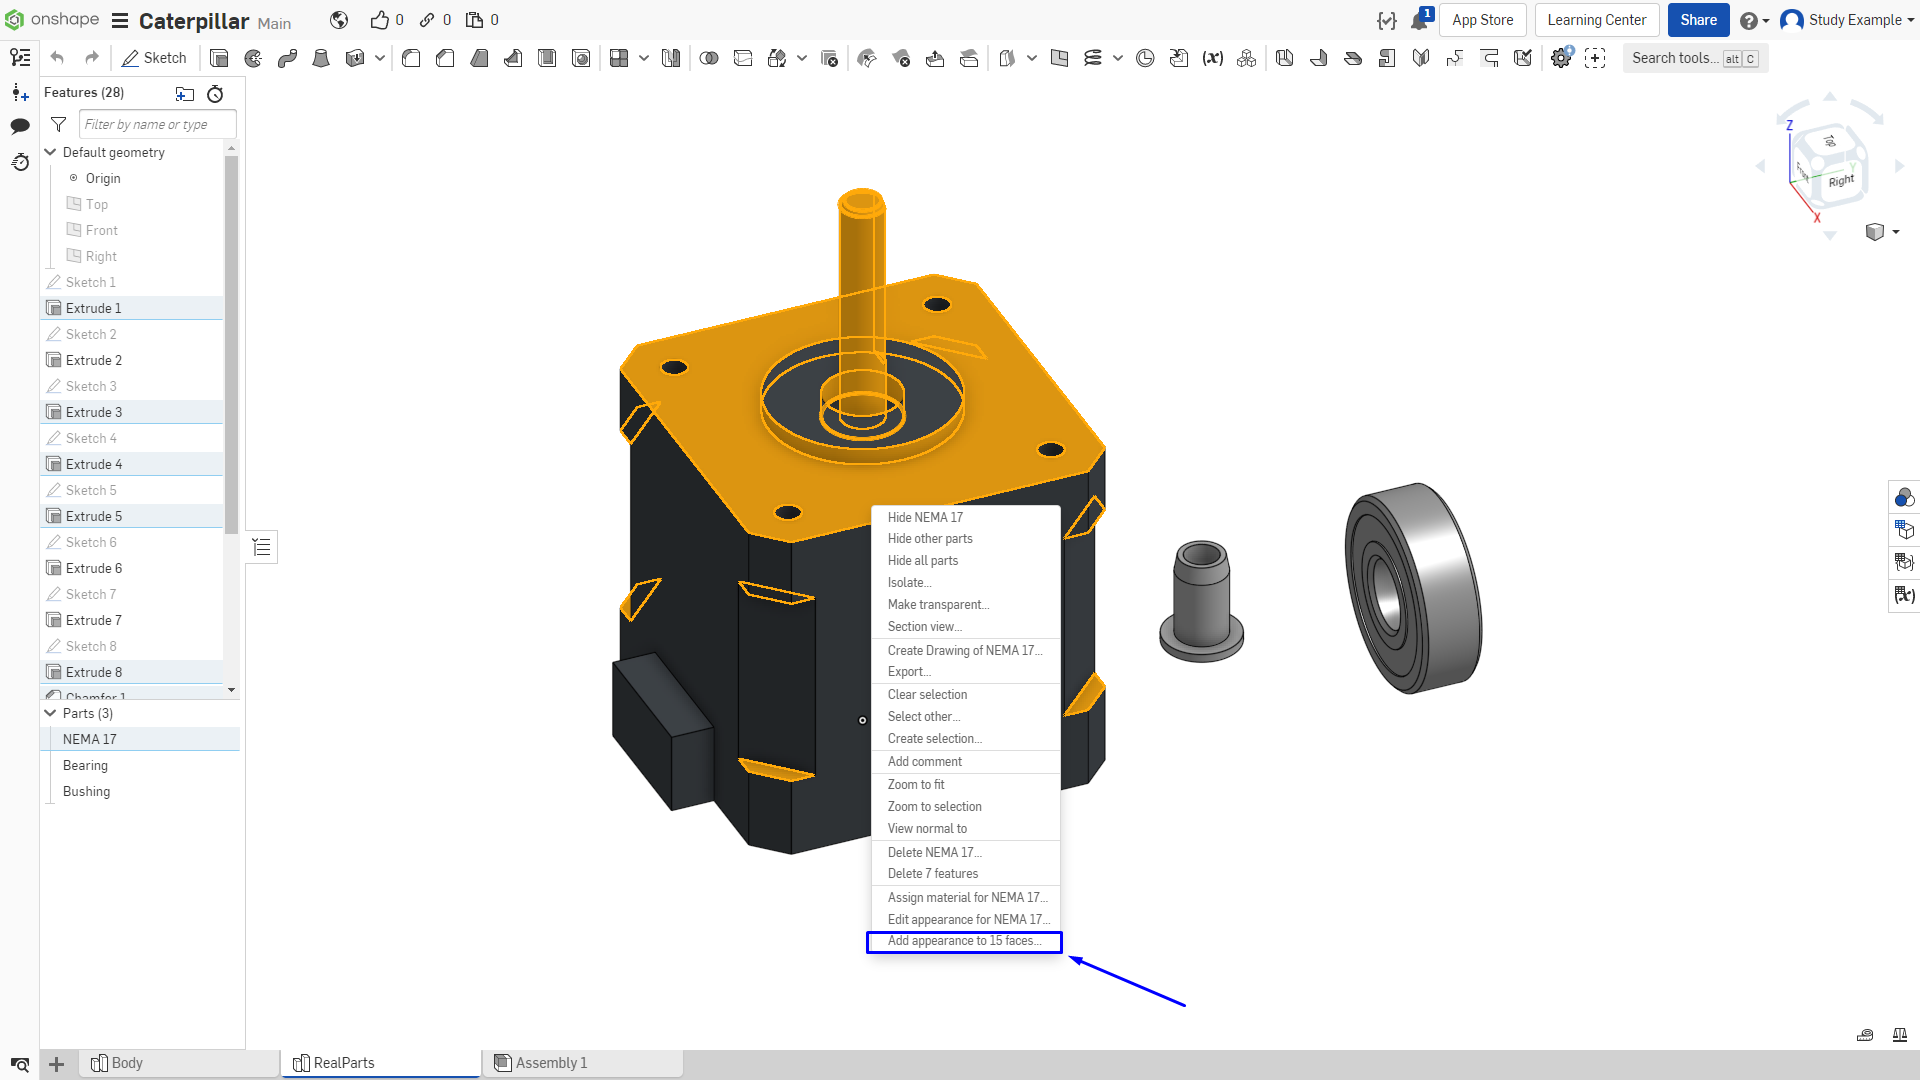 onshape
Caterpillar Main
0
0
0
1
App Store
Learning Center
Share
Study Example
Sketch
Search tools... alt C
Features (28)
Filter by name or type
Default geometry
Origin
Top
Front
Right
Sketch 1
Extrude 1
Sketch 2
Extrude 2
Sketch 3
Extrude 3
Sketch 4
Extrude 4
Sketch 5
Extrude 5
Sketch 6
Extrude 6
Sketch 7
Extrude 7
Sketch 8
Extrude 8
Chamfer 1
Parts (3)
NEMA 17
Bearing
Bushing
Z
Top
Front
Right
Y
X
Hide NEMA 17
Hide other parts
Hide all parts
Isolate...
Make transparent...
Section view...
Create Drawing of NEMA 17...
Export...
Clear selection
Select other...
Create selection...
Add comment
Zoom to fit
Zoom to selection
View normal to
Delete NEMA 17...
Delete 7 features
Assign material for NEMA 17...
Edit appearance for NEMA 17...
Add appearance to 15 faces...
Body
RealParts
Assembly 1